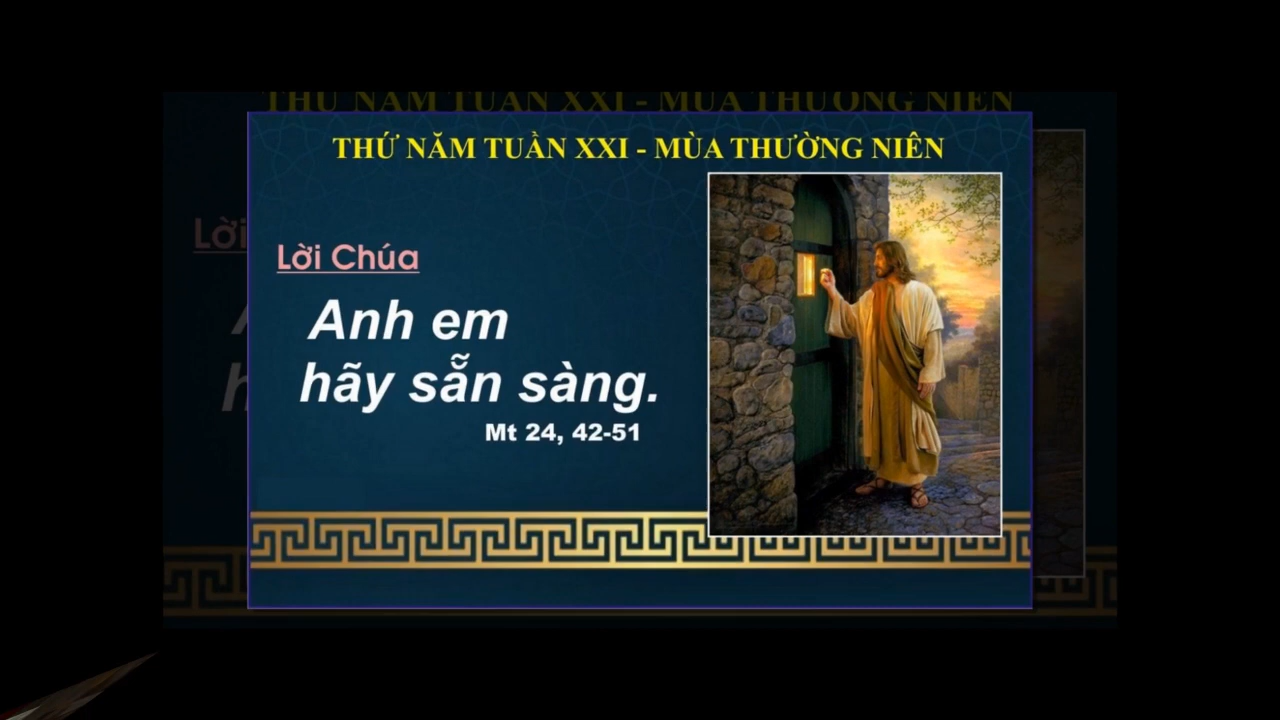 THỨ NĂM TUẦN XXI - MÙA THƯỜNG NIÊN
Lời Chúa
Anh em
hãy sẵn sàng.
Mt 24, 42-51